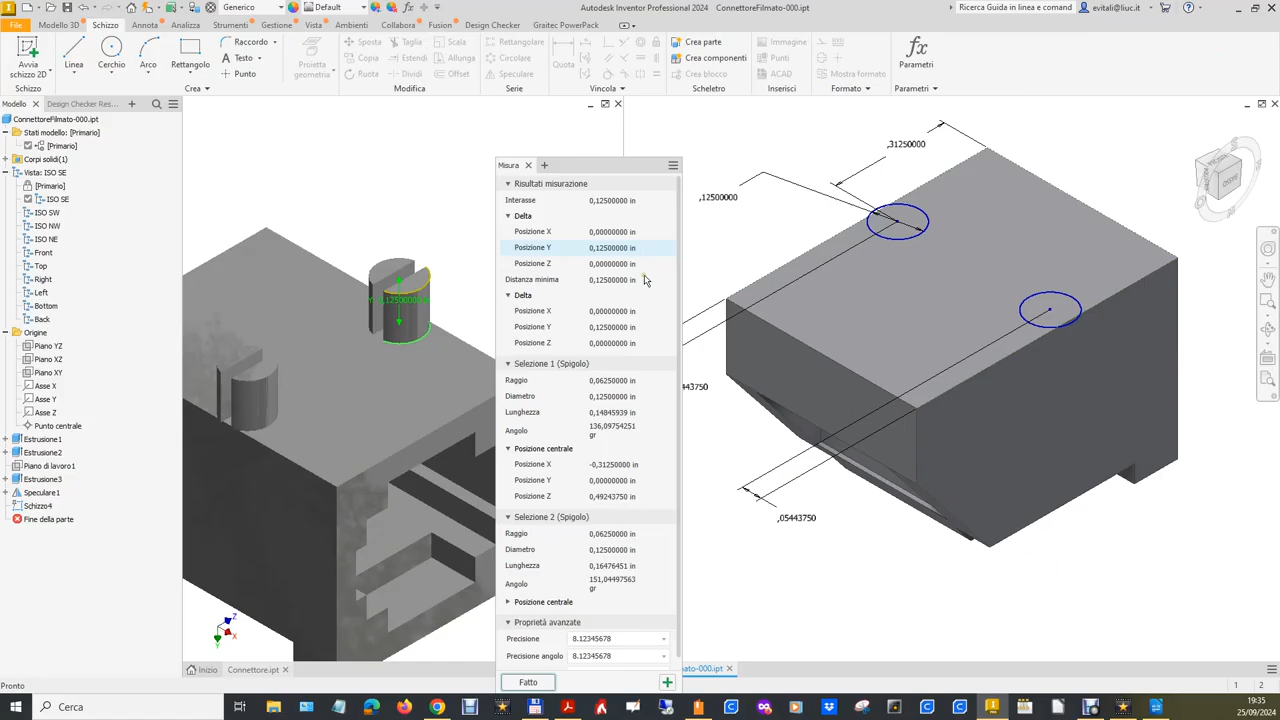 Generico
Default
Autodesk Inventor Professional 2024
ConnettoreFilmato-000.ipt
Ricerca Guida in linea e comand
evitali@liuc.it
File
Modello 3D
Schizzo
Annota
Analizza
Strumenti
Gestione
Vista
Ambienti
Collabora
Fusion
Design Checker
Graitec PowerPack
Avvia
schizzo 2D
Linea
Cerchio
Arco
Rettangolo
Raccordo
Testo
Punto
Proietta
geometria
Sposta
Copia
Ruota
Taglia
Estendi
Dividi
Scala
Allunga
Offset
Rettangolare
Circolare
Speculare
Quota
Crea parte
Crea componenti
Crea blocco
Immagine
Punti
ACAD
Mostra formato
fx
Parametri
Schizzo
Crea
Modifica
Serie
Vincola
Scheletro
Inserisci
Formato
Parametri
Modello
Design Checker Res...
ConnettoreFilmato-000.ipt
Stati modello: [Primario]
[Primario]
Corpi solidi(1)
Vista: ISO SE
[Primario]
ISO SE
ISO SW
ISO NW
ISO NE
Front
Top
Right
Left
Bottom
Back
Origine
Piano YZ
Piano XZ
Piano XY
Asse X
Asse Y
Asse Z
Punto centrale
Estrusione1
Estrusione2
Piano di lavoro1
Estrusione3
Speculare1
Schizzo4
Fine della parte
Z
X
Y
Misura
Risultati misurazione
Interasse 0,12500000 in
Delta
Posizione X 0,00000000 in
Posizione Y 0,12500000 in
Posizione Z 0,00000000 in
Distanza minima 0,12500000 in
Delta
Posizione X 0,00000000 in
Posizione Y 0,12500000 in
Posizione Z 0,00000000 in
Selezione 1 (Spigolo)
Raggio 0,06250000 in
Diametro 0,12500000 in
Lunghezza 0,14845939 in
Angolo 136,09754251 gr
Posizione centrale
Posizione X -0,31250000 in
Posizione Y 0,00000000 in
Posizione Z 0,49243750 in
Selezione 2 (Spigolo)
Raggio 0,06250000 in
Diametro 0,12500000 in
Lunghezza 0,16476451 in
Angolo 151,04497563 gr
Posizione centrale
Proprietà avanzate
Precisione 8.12345678
Precisione angolo 8.12345678
Fatto
,31250000
,12500000
443750
,05443750
Inizio
Connettore.ipt
ato-000.ipt
Pronto
1 2
Cerca
19:35
25/09/2024